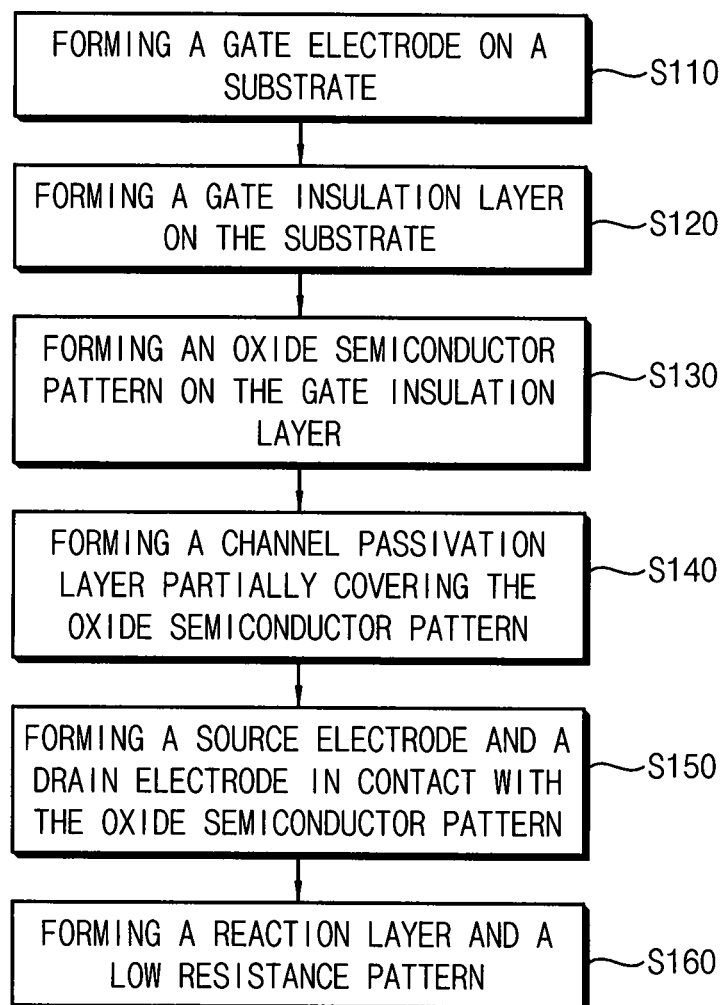 FORMING A GATE ELECTRODE ON A
SUBSTRATE
S110
FORMING A GATE INSULATION LAYER
ON THE SUBSTRATE
S120
FORMING AN OXIDE SEMICONDUCTOR
PATTERN ON THE GATE INSULATION
LAYER
S130
FORMING A CHANNEL PASSIVATION
LAYER PARTIALLY COVERING THE
OXIDE SEMICONDUCTOR PATTERN
S140
FORMING A SOURCE ELECTRODE AND A
DRAIN ELECTRODE IN CONTACT WITH
THE OXIDE SEMICONDUCTOR PATTERN
S150
FORMING A REACTION LAYER AND A
LOW RESISTANCE PATTERN
S160